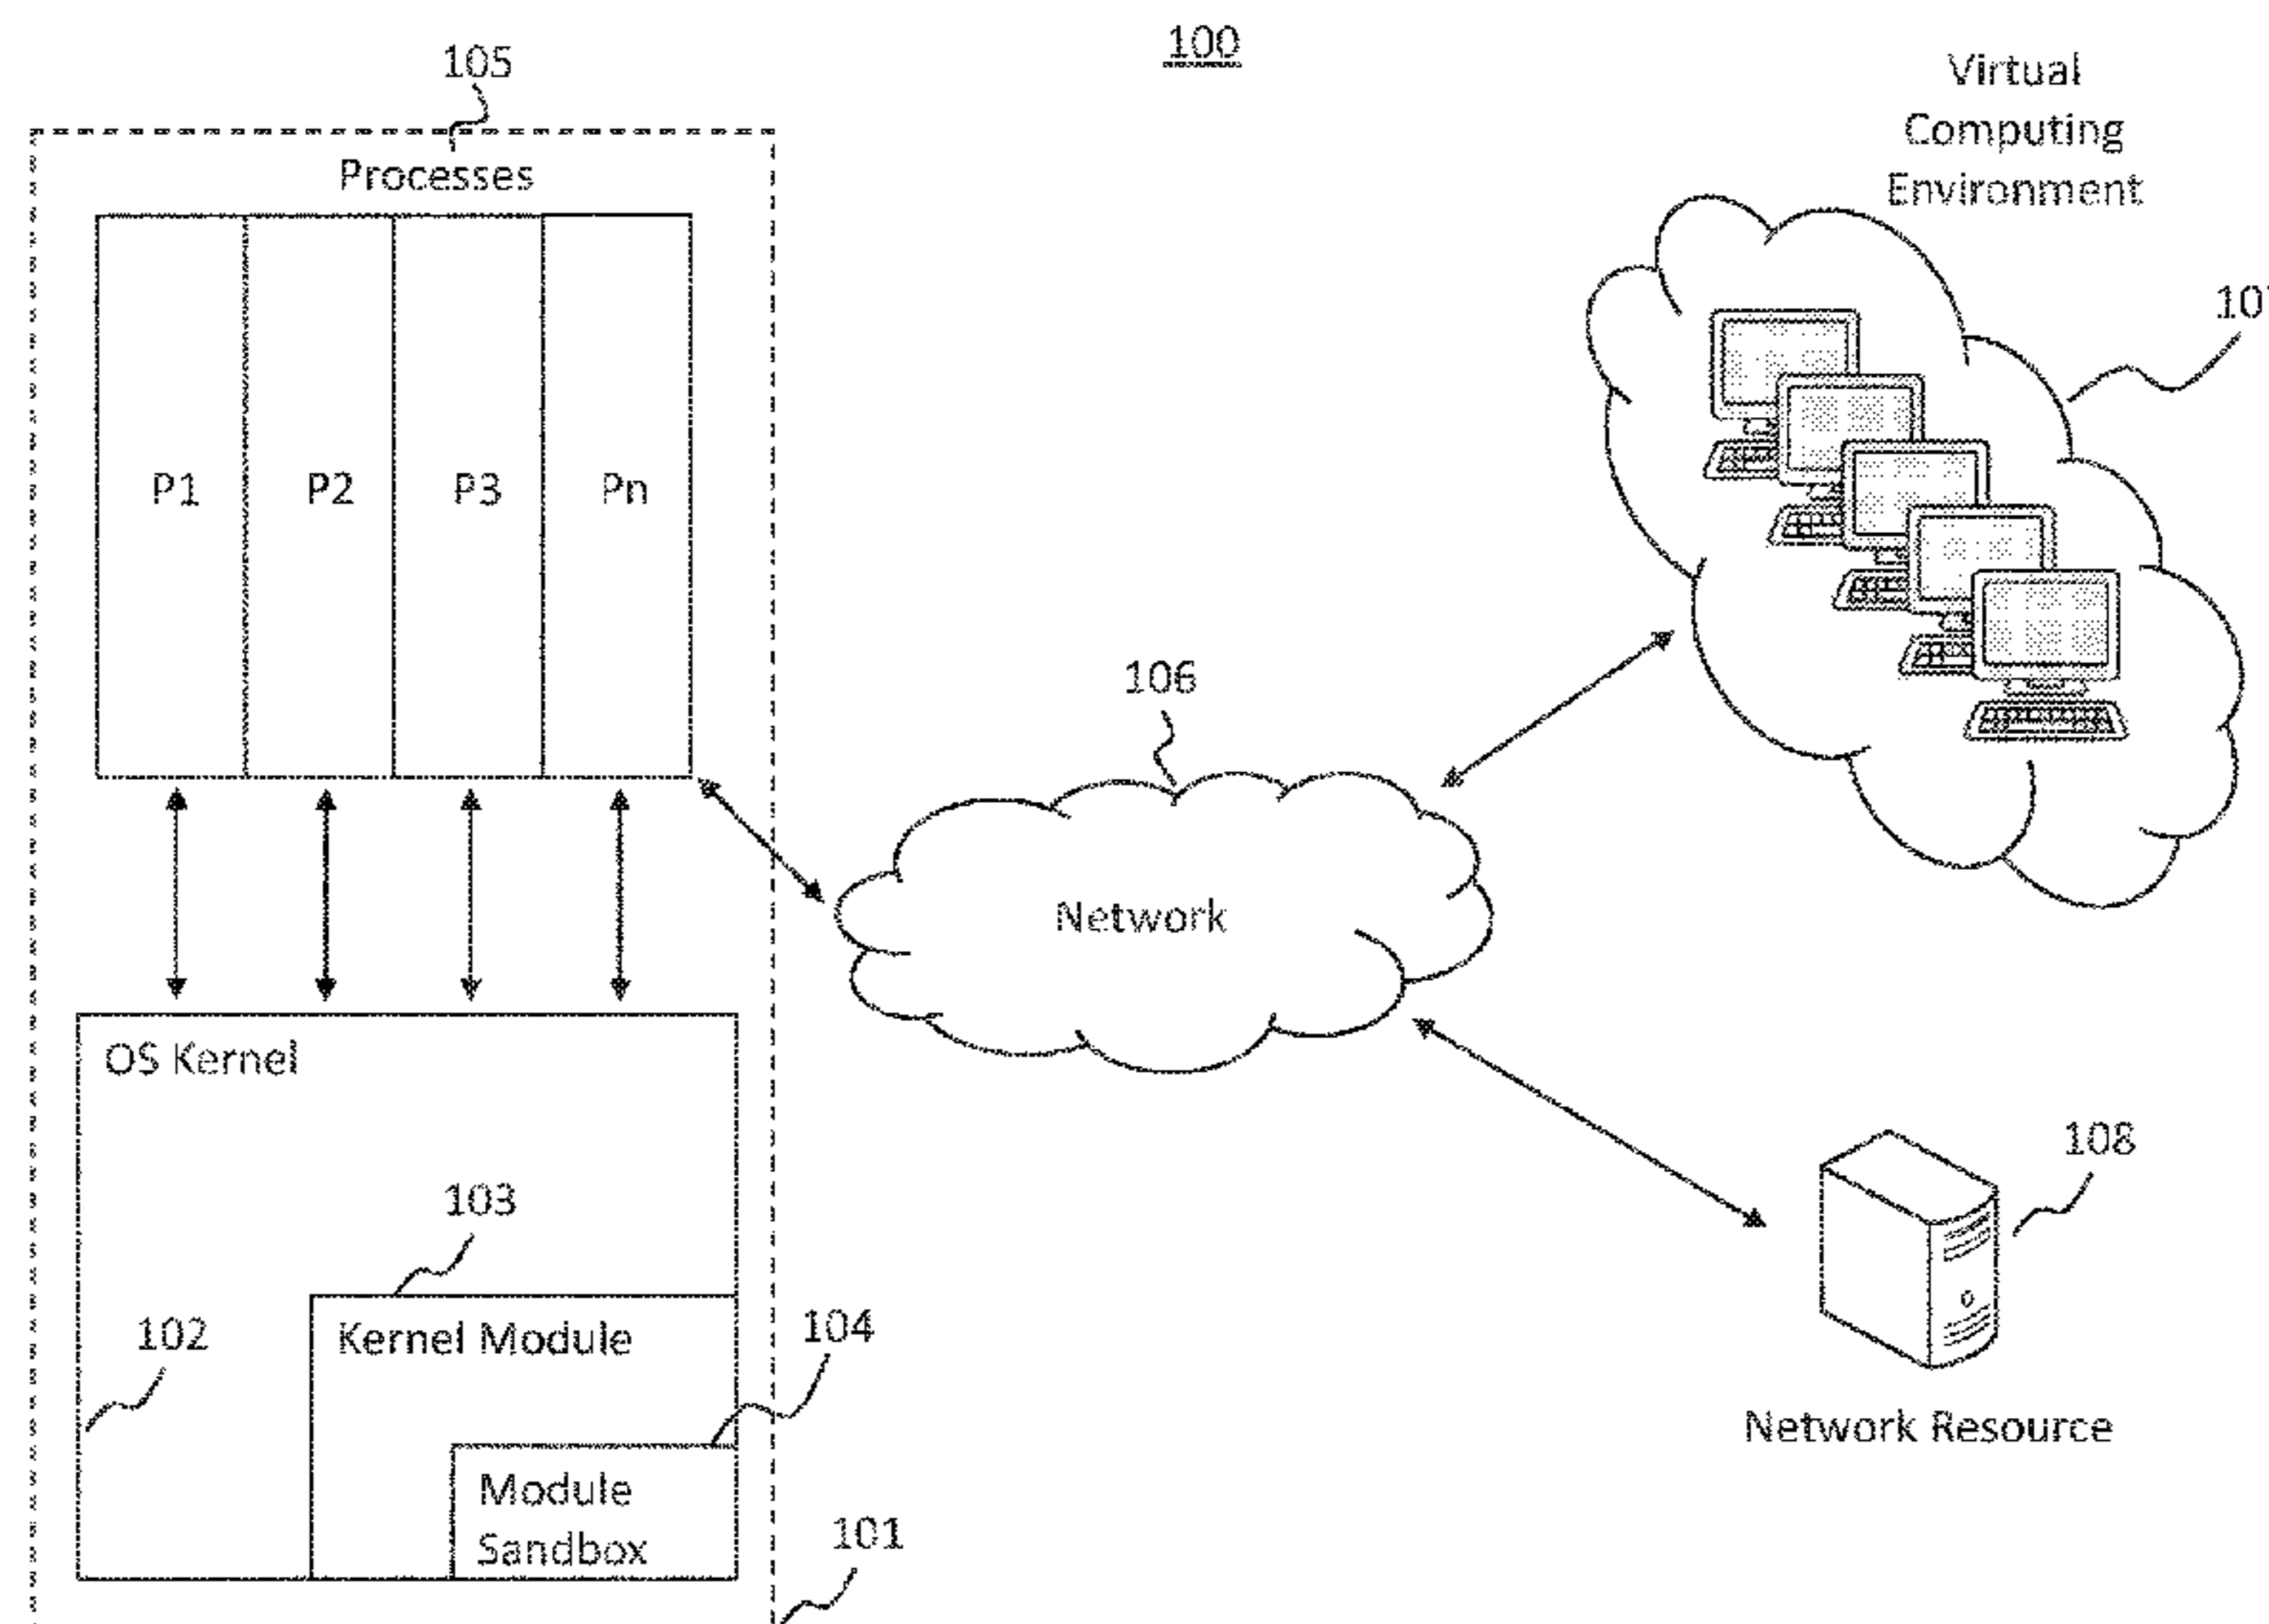 100
105
Virtual
Computing
Environment
Processes
107
P1 P2 P3 Pn
106
Network
OS Kernel
108
103
102
Kernel Module
104
Network Resource
Module
Sandbox
101